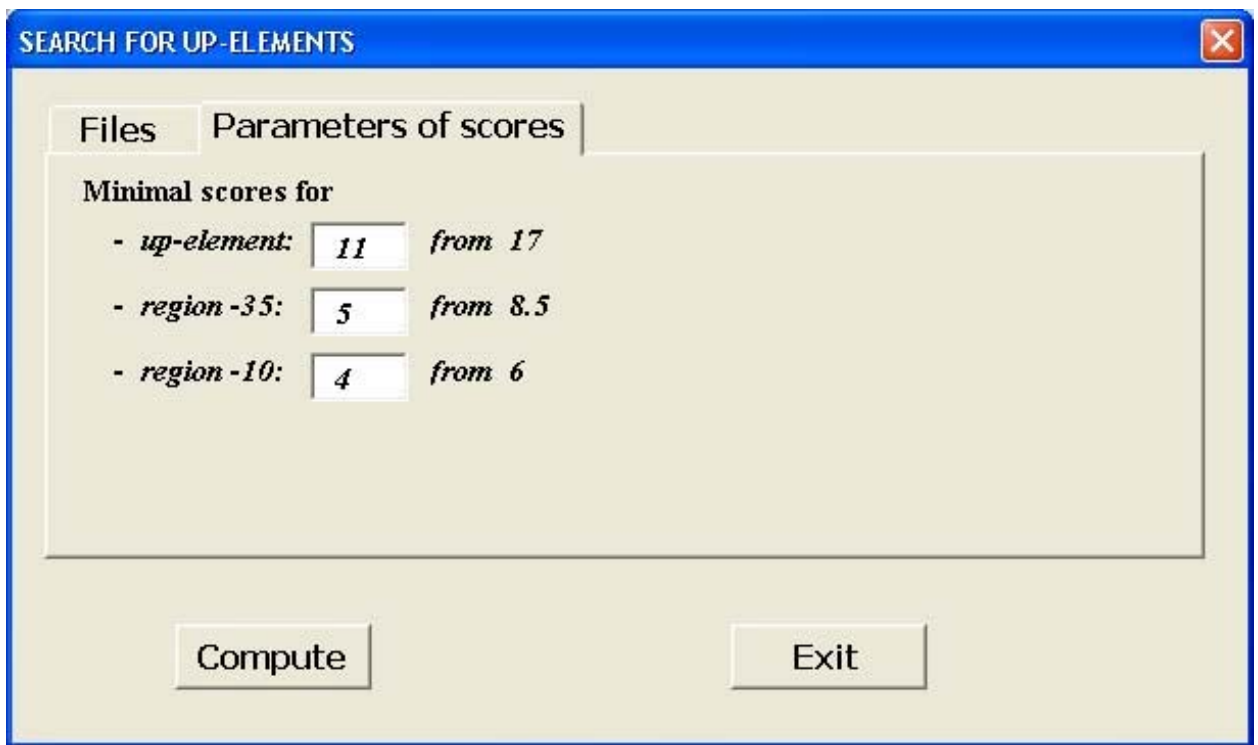 SEARCH FOR UP-ELEMENTS
Files Parameters of scores
Minimal scores for
- up-element: 11 from 17
- region -35: 5 from 8.5
- region -10: 4 from 6
Compute Exit